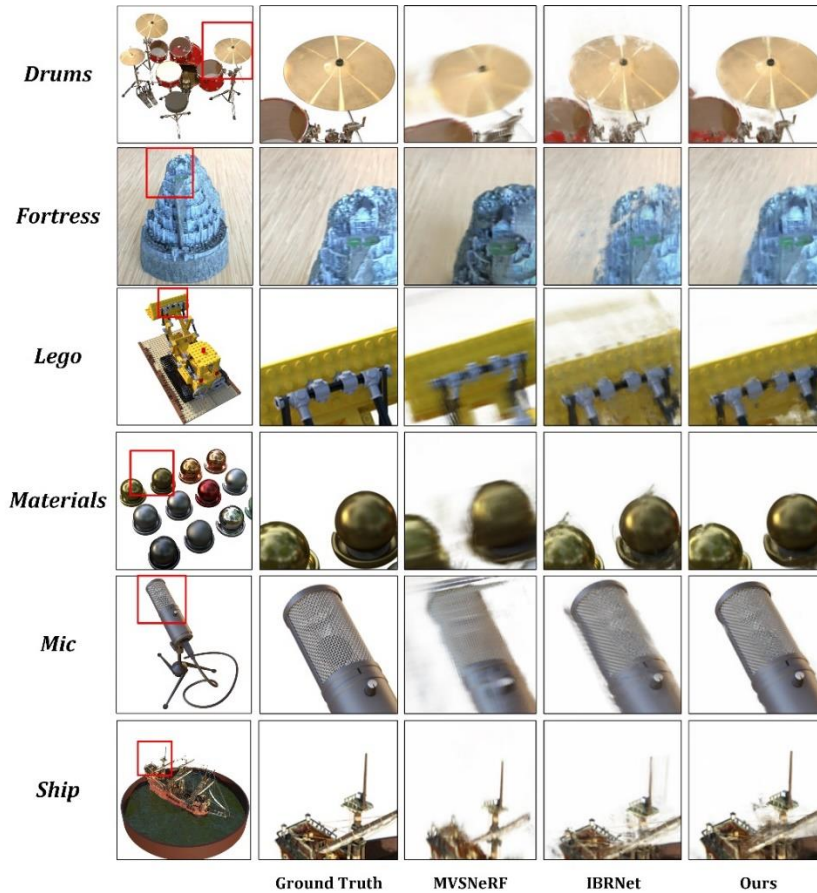 Drums
Fortress
Lego
Materials
Mic
Ship
Ground Truth MVSNeRF IBRNet Ours